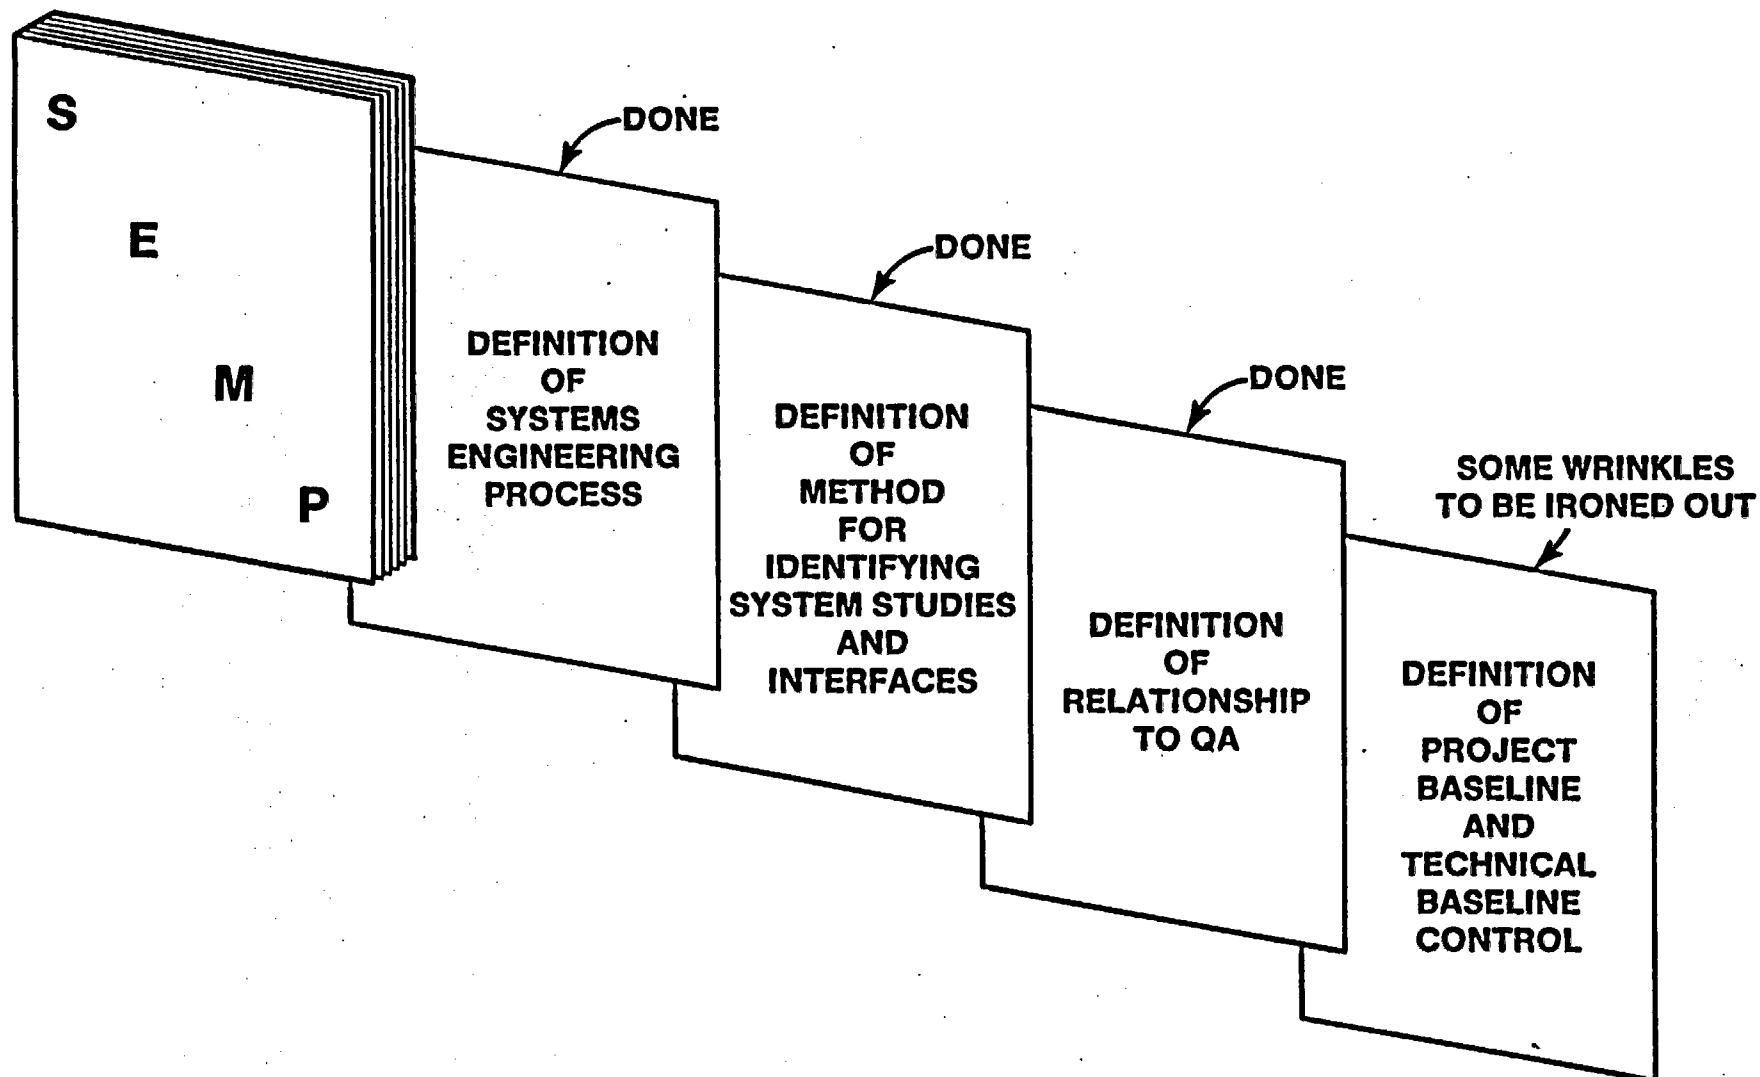 S
E
M
P
DONE
DEFINITION
OF
SYSTEMS
ENGINEERING
PROCESS
DONE
DEFINITION
OF
METHOD
FOR
IDENTIFYING
SYSTEM STUDIES
AND
INTERFACES
DONE
DEFINITION
OF
RELATIONSHIP
TO QA
SOME WRINKLES
TO BE IRONED OUT
DEFINITION
OF
PROJECT
BASELINE
AND
TECHNICAL
BASELINE
CONTROL